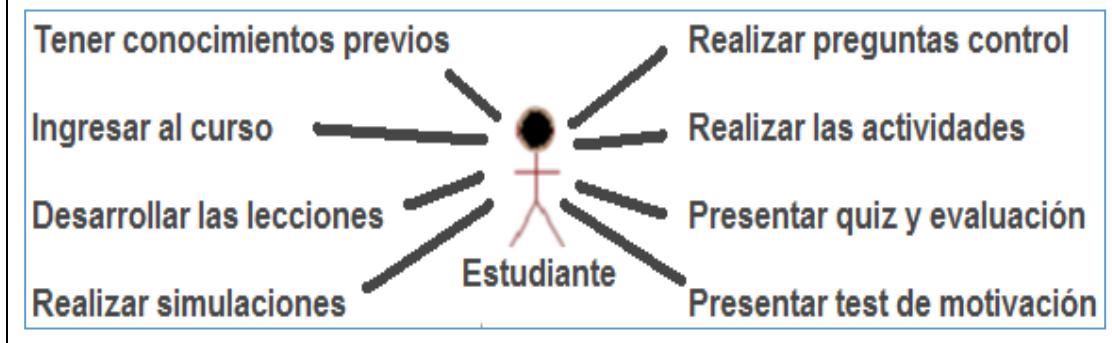 Tener conocimientos previos
Ingresar al curso
Desarrollar las lecciones
Realizar simulaciones
Estudiante
Realizar preguntas control
Realizar las actividades
Presentar quiz y evaluación
Presentar test de motivación